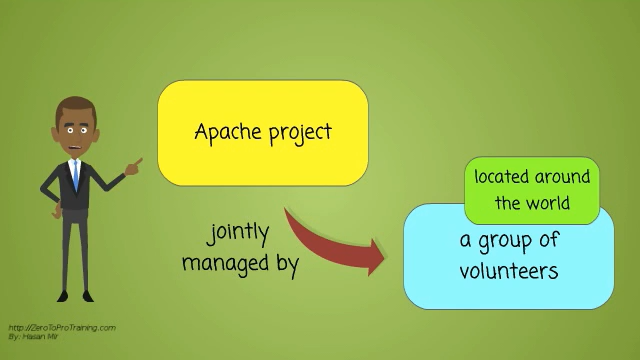 Apache project
jointly
managed by
located around
the world
a group of
volunteers
http://ZeroToProTraining.com
By: Hasan Mir